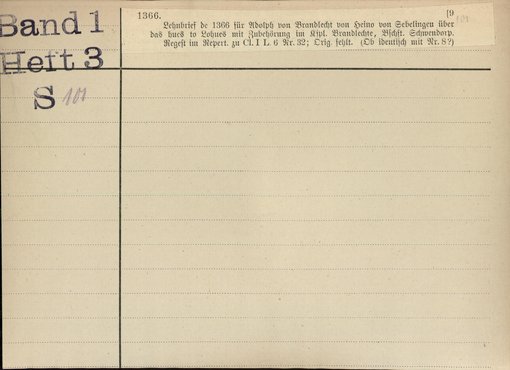 Band 1
Heft 3
S 101
1366. [9
101
Lehnbrief de 1366 für Adolph von Brandlecht von Heino von Sebelingen über
das hues to Lohues mit Zubehörung im Kspl. Brandlechte, Bschft. Schwendorp.
Regest im Repert. zu Cl. I L 6 Nr. 32; Orig. fehlt. (Ob identisch mit Nr. 8?)